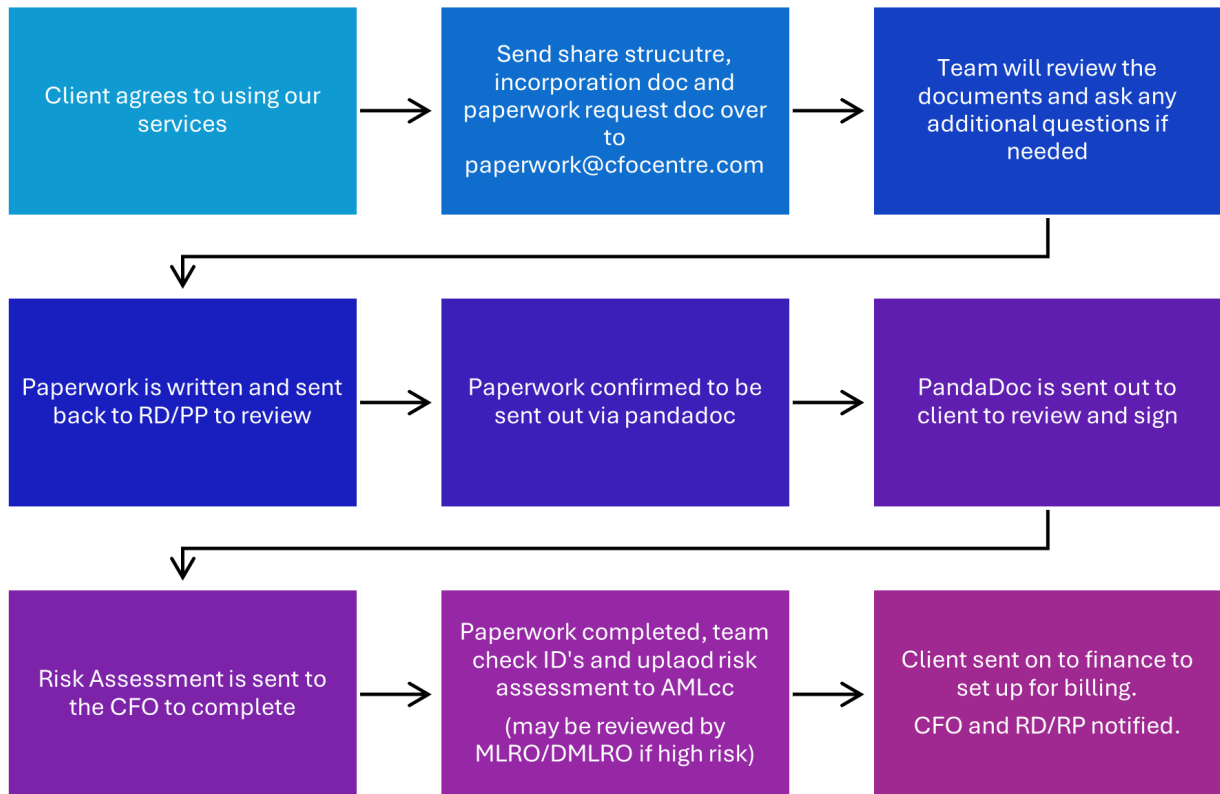 Client agrees to using our
services
Send share strucutre,
incorporation doc and
paperwork request doc over
to
paperwork@cfocentre.com
Team will review the
documents and ask any
additional questions if
needed
Paperwork is written and sent
back to RD/PP to review
Paperwork confirmed to be
sent out via pandadoc
PandaDoc is sent out to
client to review and sign
Risk Assessment is sent to
the CFO to complete
Paperwork completed, team
check ID's and uplaod risk
assessment to AMLcc
(may be reviewed by
MLRO/DMLRO if high risk)
Client sent on to finance to
set up for billing.
CFO and RD/RP notified.